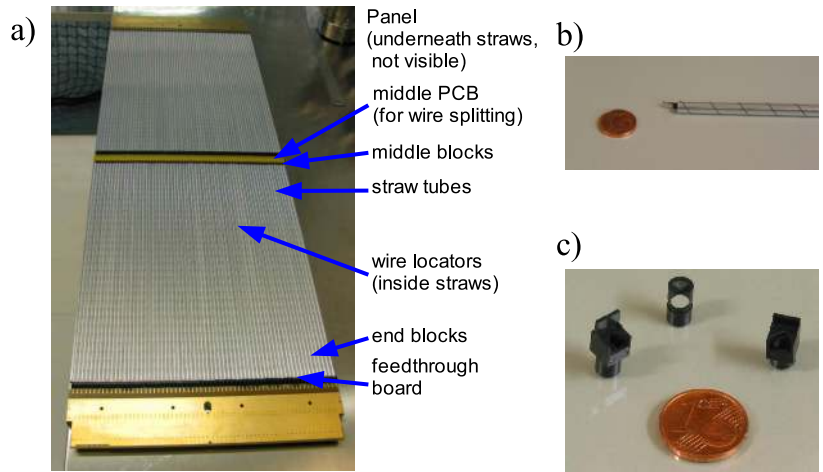 a)
Panel
(underneath straws,
not visible)
middle PCB
(for wire splitting)
middle blocks
straw tubes
wire locators
(inside straws)
end blocks
feedthrough
board
b)
c)
1